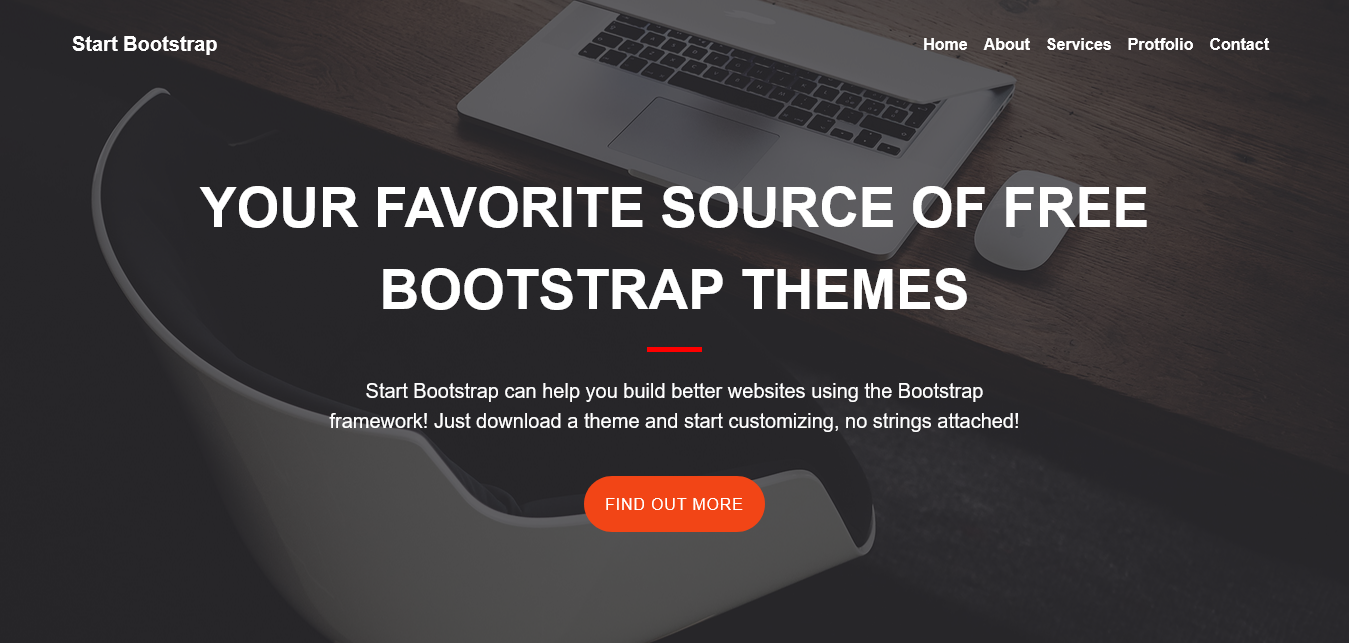 Start Bootstrap
Home About Services Protfolio Contact
YOUR FAVORITE SOURCE OF FREE
BOOTSTRAP THEMES
Start Bootstrap can help you build better websites using the Bootstrap
framework! Just download a theme and start customizing, no strings attached!
FIND OUT MORE